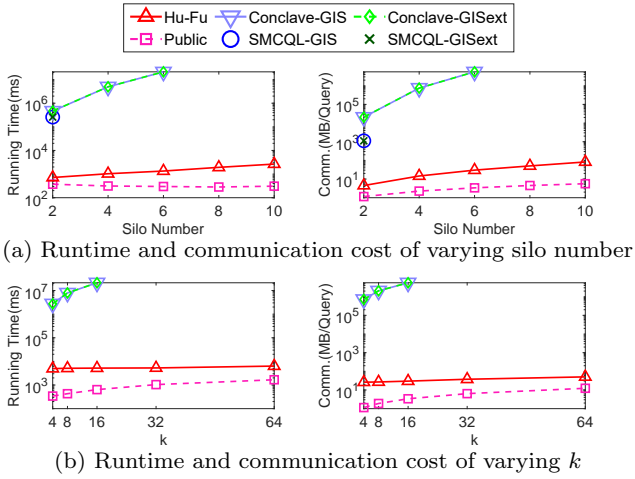 Hu-Fu Conclave-GIS Conclave-GISext
Public SMCQL-GIS SMCQL-GISext
Running Time(ms)
10^6
10^4
10^2
2 4 6 8 10
Silo Number
Comm.(MB/Query)
10^5
10^3
10^1
2 4 6 8 10
Silo Number
(a) Runtime and communication cost of varying silo number
Running Time(ms)
10^7
10^5
10^3
4 8 16 32 64
k
Comm.(MB/Query)
10^5
10^3
10^1
4 8 16 32 64
k
(b) Runtime and communication cost of varying k